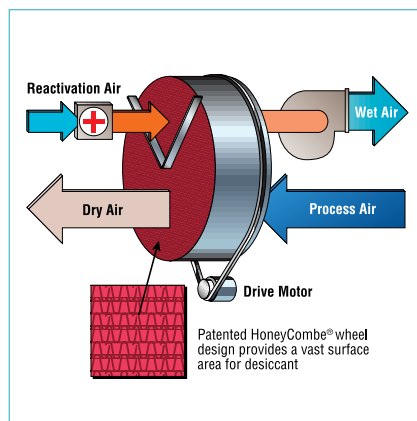 Reactivation Air
Wet Air
Dry Air
Process Air
Drive Motor
Patented HoneyCombe® wheel
design provides a vast surface
area for desiccant